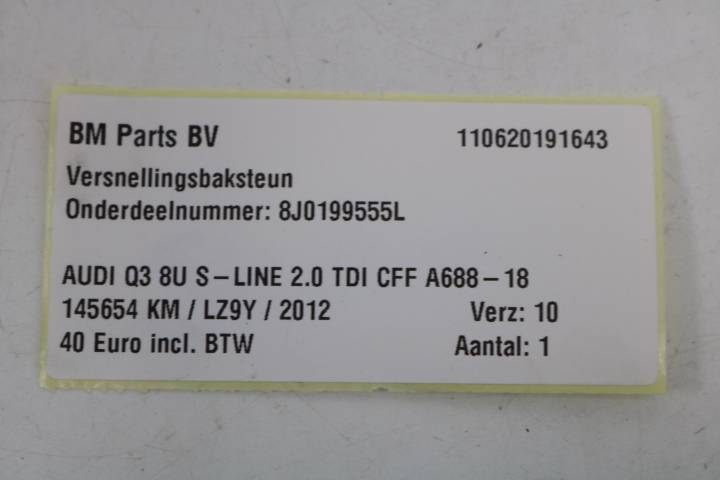 BM Parts BV 110620191643
Versnellingsbaksteun
Onderdeelnummer: 8J0199555L
AUDI Q3 8U S-LINE 2.0 TDI CFF A688-18
145654 KM / LZ9Y / 2012 Verz: 10
40 Euro incl. BTW Aantal: 1